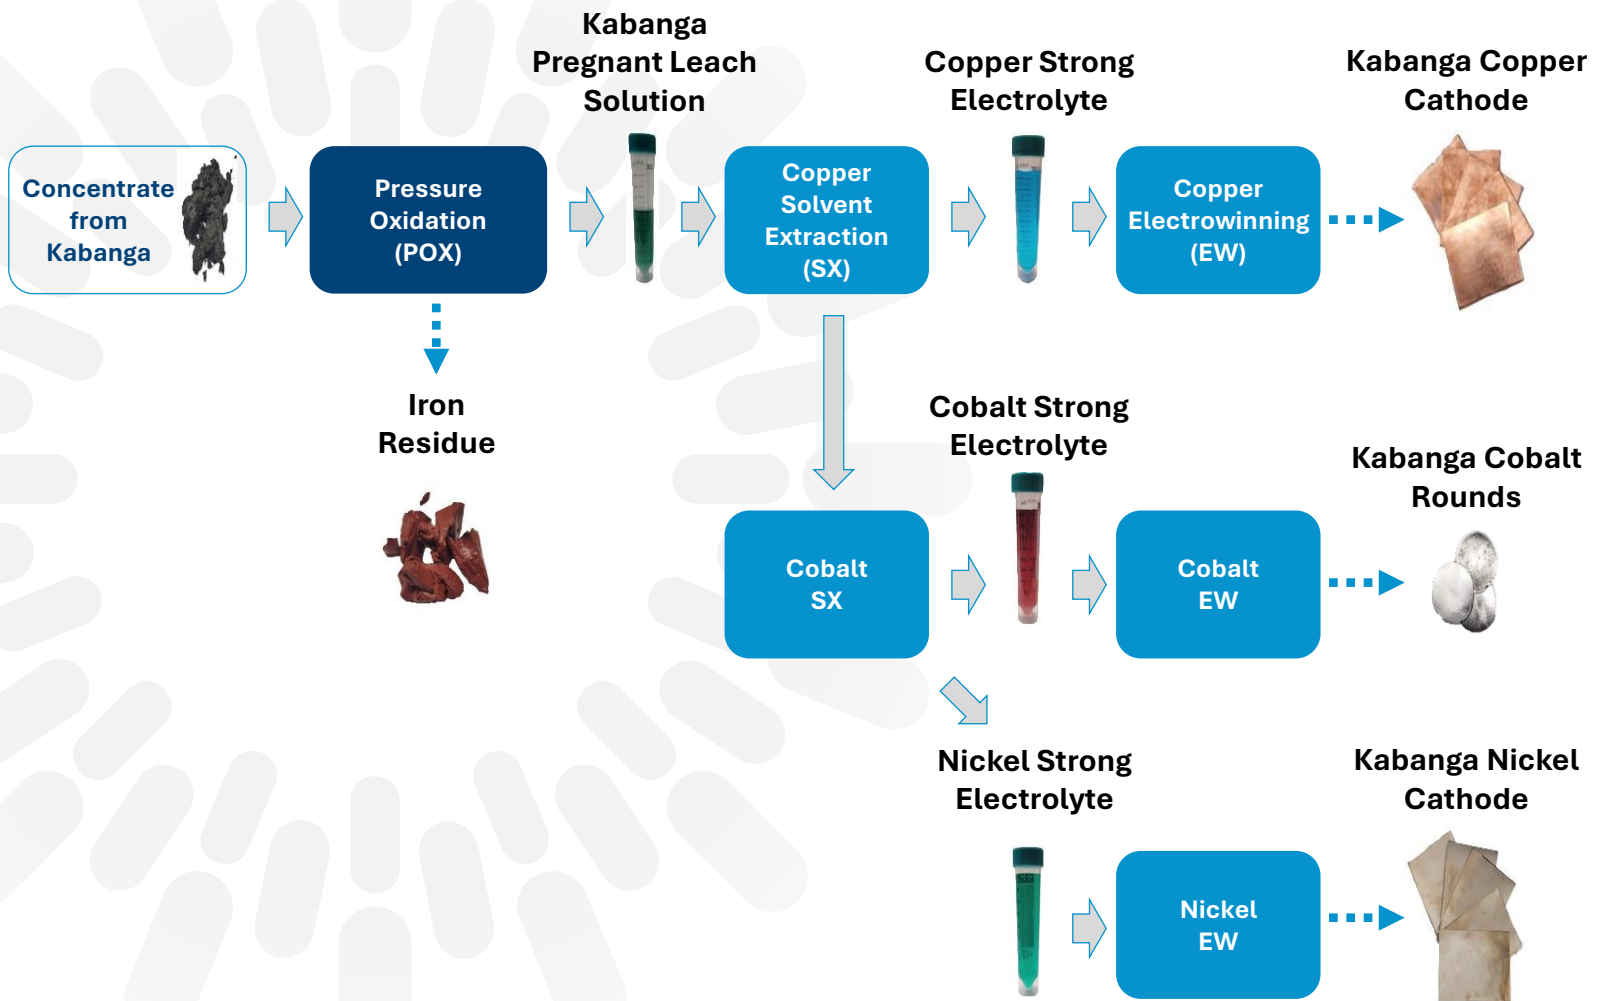 Kabanga
Pregnant Leach
Solution
Copper Strong
Electrolyte
Kabanga Copper
Cathode
Concentrate
from
Kabanga
Pressure
Oxidation
(POX)
Copper
Solvent
Extraction
(SX)
Copper
Electrowinning
(EW)
Iron
Residue
Cobalt Strong
Electrolyte
Kabanga Cobalt
Rounds
Cobalt
SX
Cobalt
EW
Nickel Strong
Electrolyte
Kabanga Nickel
Cathode
Nickel
EW